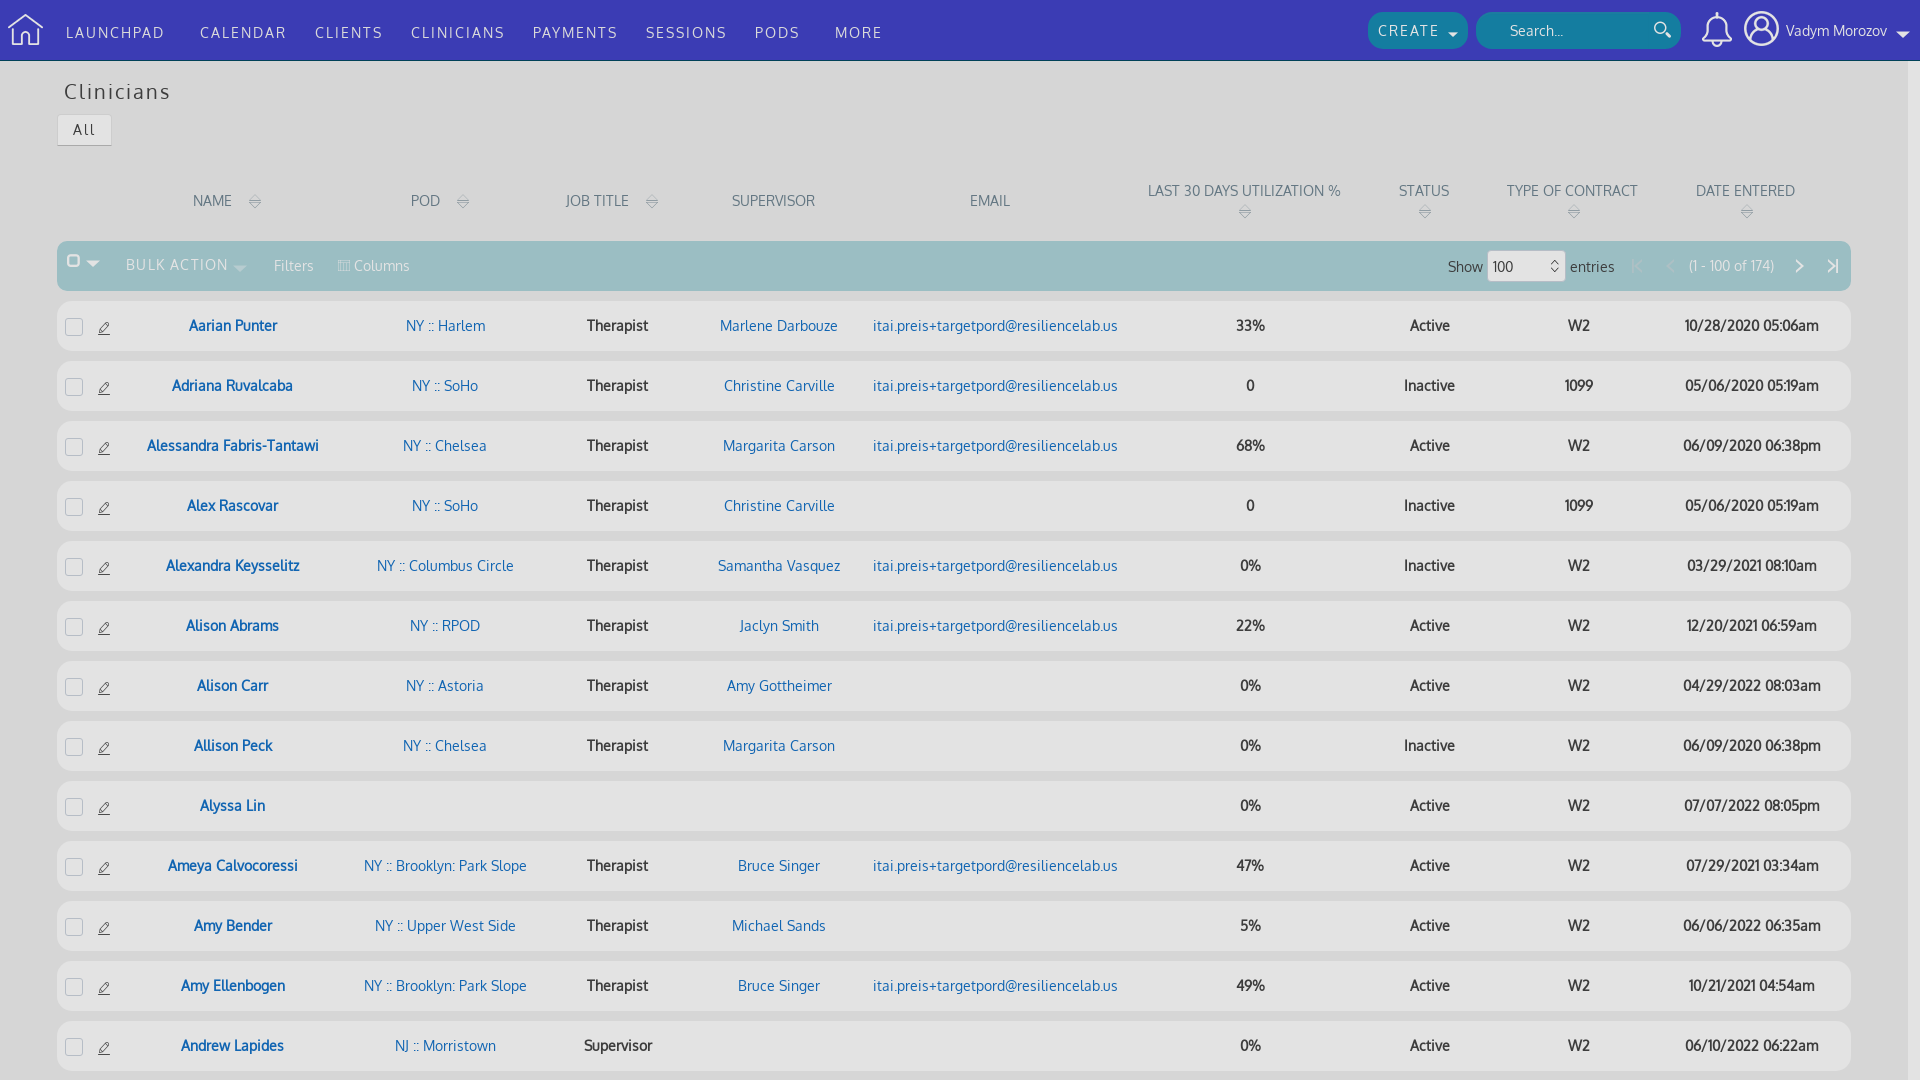 LAUNCHPAD CALENDAR CLIENTS CLINICIANS PAYMENTS SESSIONS PODS MORE CREATE Search... Vadym Morozov
Clinicians
All
NAME POD JOB TITLE SUPERVISOR EMAIL LAST 30 DAYS UTILIZATION % STATUS TYPE OF CONTRACT DATE ENTERED
BULK ACTION Filters Columns Show 100 entries (1 - 100 of 174)
Aarian Punter NY :: Harlem Therapist Marlene Darbouze itai.preis+targetpord@resiliencelab.us 33% Active W2 10/28/2020 05:06am
Adriana Ruvalcaba NY :: SoHo Therapist Christine Carville itai.preis+targetpord@resiliencelab.us 0 Inactive 1099 05/06/2020 05:19am
Alessandra Fabris-Tantawi NY :: Chelsea Therapist Margarita Carson itai.preis+targetpord@resiliencelab.us 68% Active W2 06/09/2020 06:38pm
Alex Rascovar NY :: SoHo Therapist Christine Carville 0 Inactive 1099 05/06/2020 05:19am
Alexandra Keysselitz NY :: Columbus Circle Therapist Samantha Vasquez itai.preis+targetpord@resiliencelab.us 0% Inactive W2 03/29/2021 08:10am
Alison Abrams NY :: RPOD Therapist Jaclyn Smith itai.preis+targetpord@resiliencelab.us 22% Active W2 12/20/2021 06:59am
Alison Carr NY :: Astoria Therapist Amy Gottheimer 0% Active W2 04/29/2022 08:03am
Allison Peck NY :: Chelsea Therapist Margarita Carson 0% Inactive W2 06/09/2020 06:38pm
Alyssa Lin 0% Active W2 07/07/2022 08:05pm
Ameya Calvocoressi NY :: Brooklyn: Park Slope Therapist Bruce Singer itai.preis+targetpord@resiliencelab.us 47% Active W2 07/29/2021 03:34am
Amy Bender NY :: Upper West Side Therapist Michael Sands 5% Active W2 06/06/2022 06:35am
Amy Ellenbogen NY :: Brooklyn: Park Slope Therapist Bruce Singer itai.preis+targetpord@resiliencelab.us 49% Active W2 10/21/2021 04:54am
Andrew Lapides NJ :: Morristown Supervisor 0% Active W2 06/10/2022 06:22am